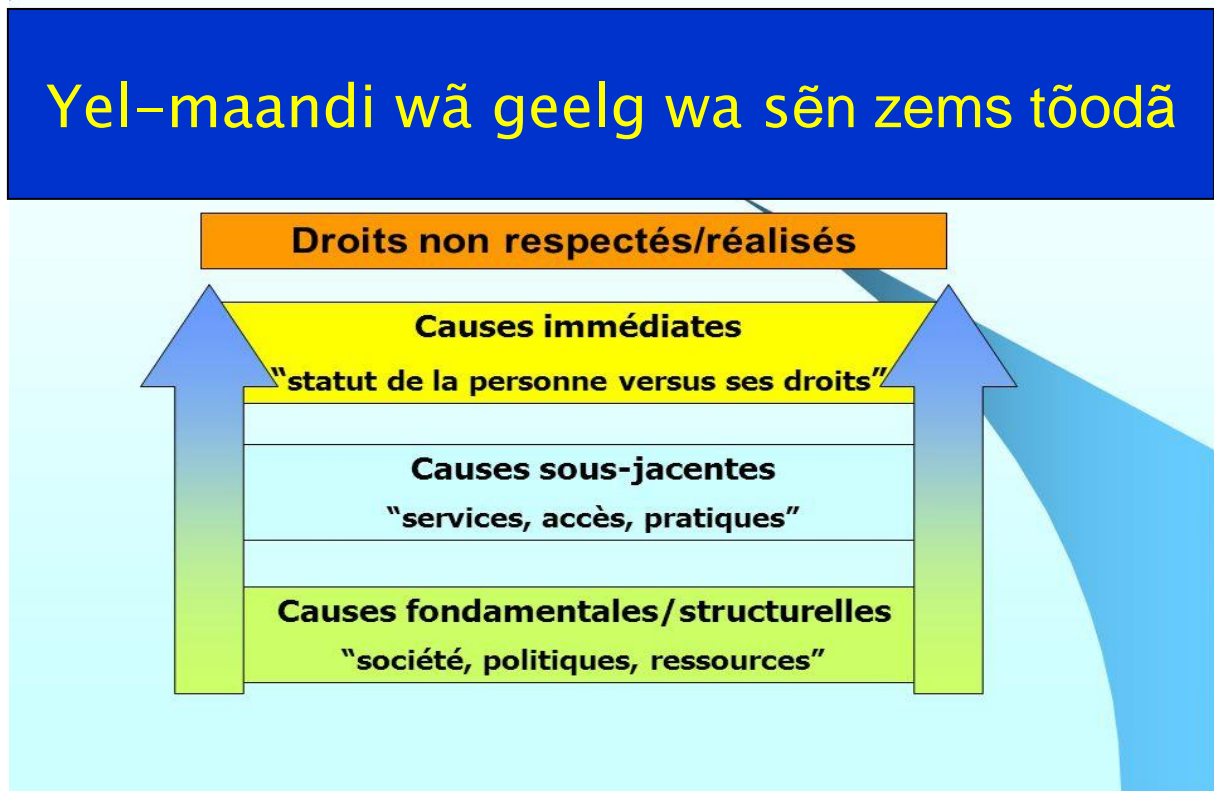 Yel-maandi wã geelg wa sẽn zems tõodã
Droits non respectés/réalisés
Causes immédiates
“statut de la personne versus ses droits”
Causes sous-jacentes
“services, accès, pratiques”
Causes fondamentales/structurelles
“société, politiques, ressources”